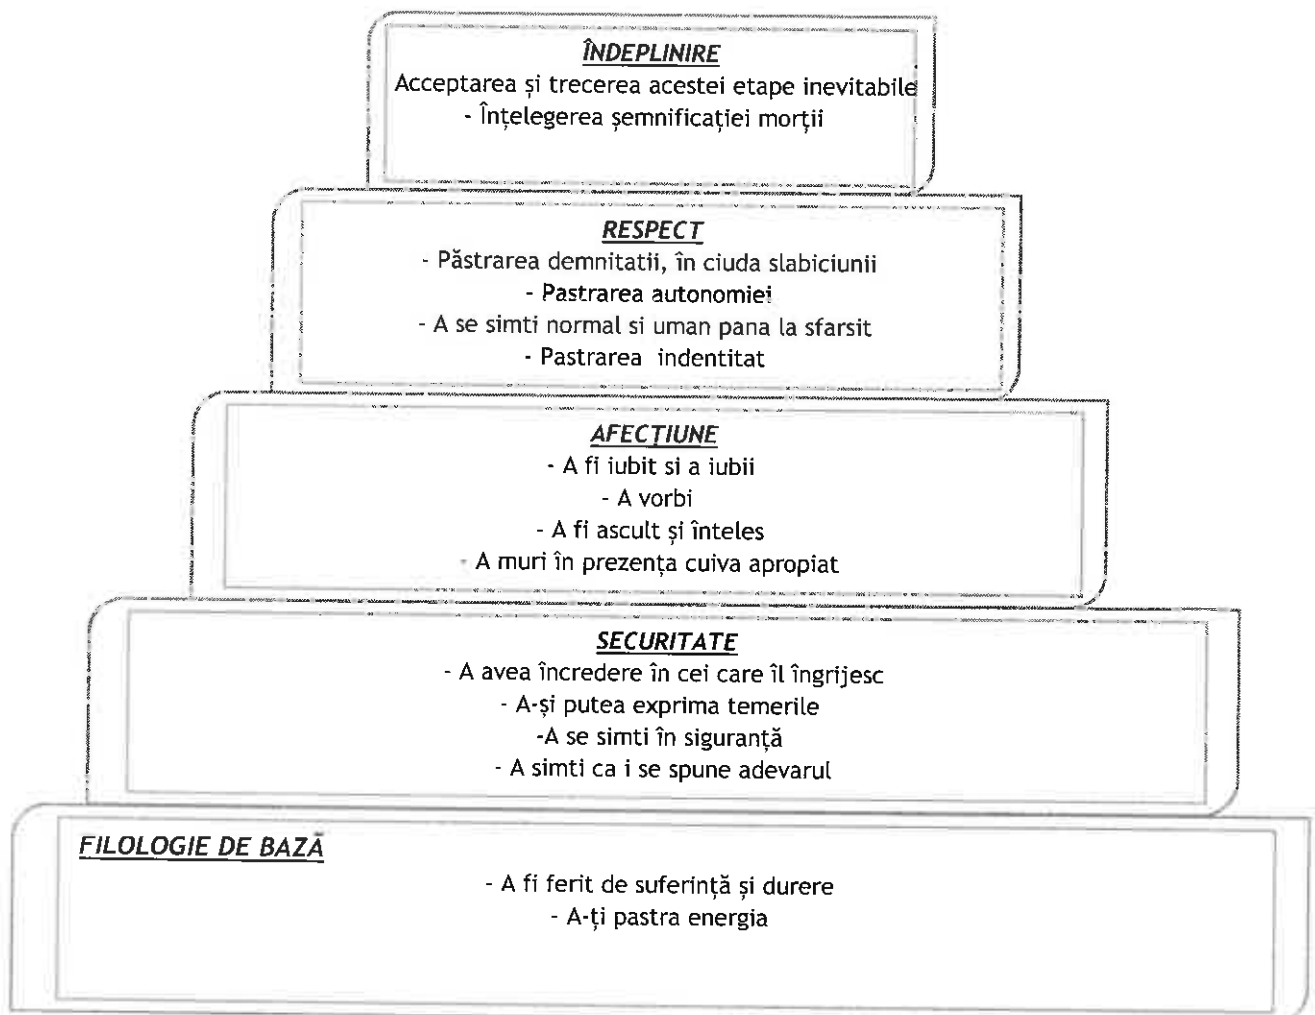 ÎNDEPLINIRE
Acceptarea și trecerea acestei etape inevitabile
- Înțelegerea șemnificației morții
RESPECT
- Păstrarea demnitatii, în ciuda slabiciunii
- Pastrarea autonomiei
- A se simti normal si uman pana la sfarsit
- Pastrarea indentitat
AFECȚIUNE
- A fi iubit si a iubii
- A vorbi
- A fi ascult și înteles
- A muri în prezența cuiva apropiat
SECURITATE
- A avea încredere în cei care îl îngrijesc
- A-și putea exprima temerile
-A se simti în siguranță
- A simti ca i se spune adevarul
FILOLOGIE DE BAZĂ
- A fi ferit de suferință și durere
- A-ți pastra energia